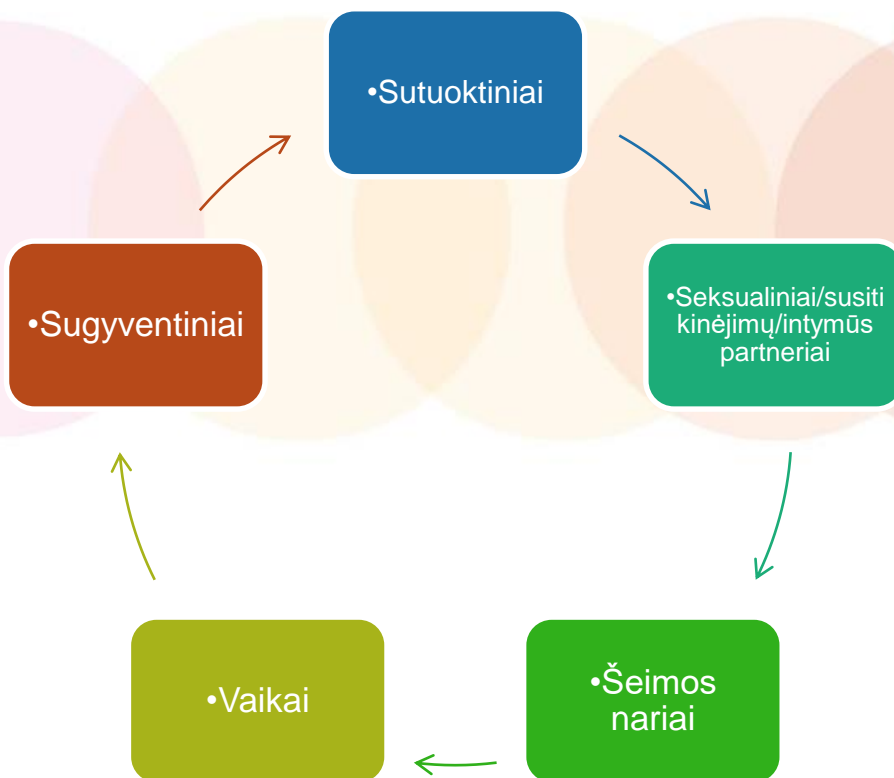 •Sutuoktiniai
•Seksualiniai/susiti
kinėjimų/intymūs
partneriai
•Šeimos
nariai
•Vaikai
•Sugyventiniai